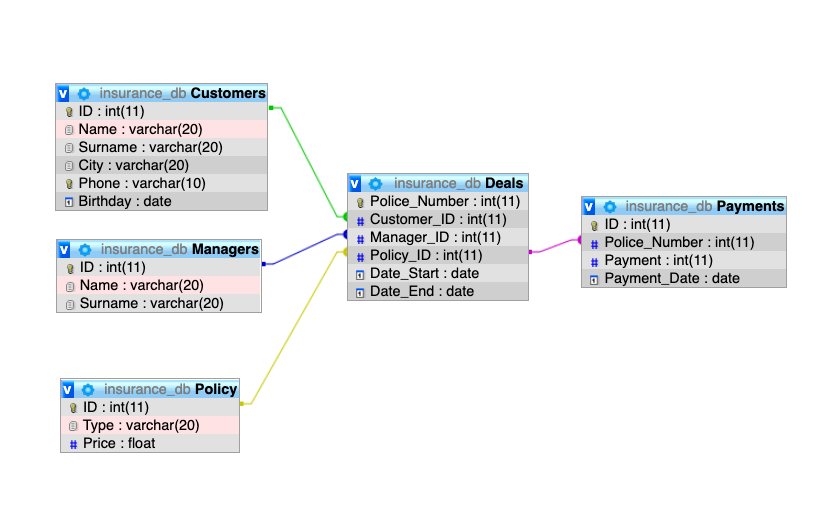 v insurance_db Customers
ID : int(11)
Name : varchar(20)
Surname : varchar(20)
City : varchar(20)
Phone : varchar(10)
Birthday : date
v insurance_db Managers
ID : int(11)
Name : varchar(20)
Surname : varchar(20)
v insurance_db Policy
ID : int(11)
Type : varchar(20)
# Price : float
v insurance_db Deals
Police_Number : int(11)
# Customer_ID : int(11)
# Manager_ID : int(11)
# Policy_ID : int(11)
Date_Start : date
Date_End : date
v insurance_db Payments
ID : int(11)
# Police_Number : int(11)
# Payment : int(11)
Payment_Date : date